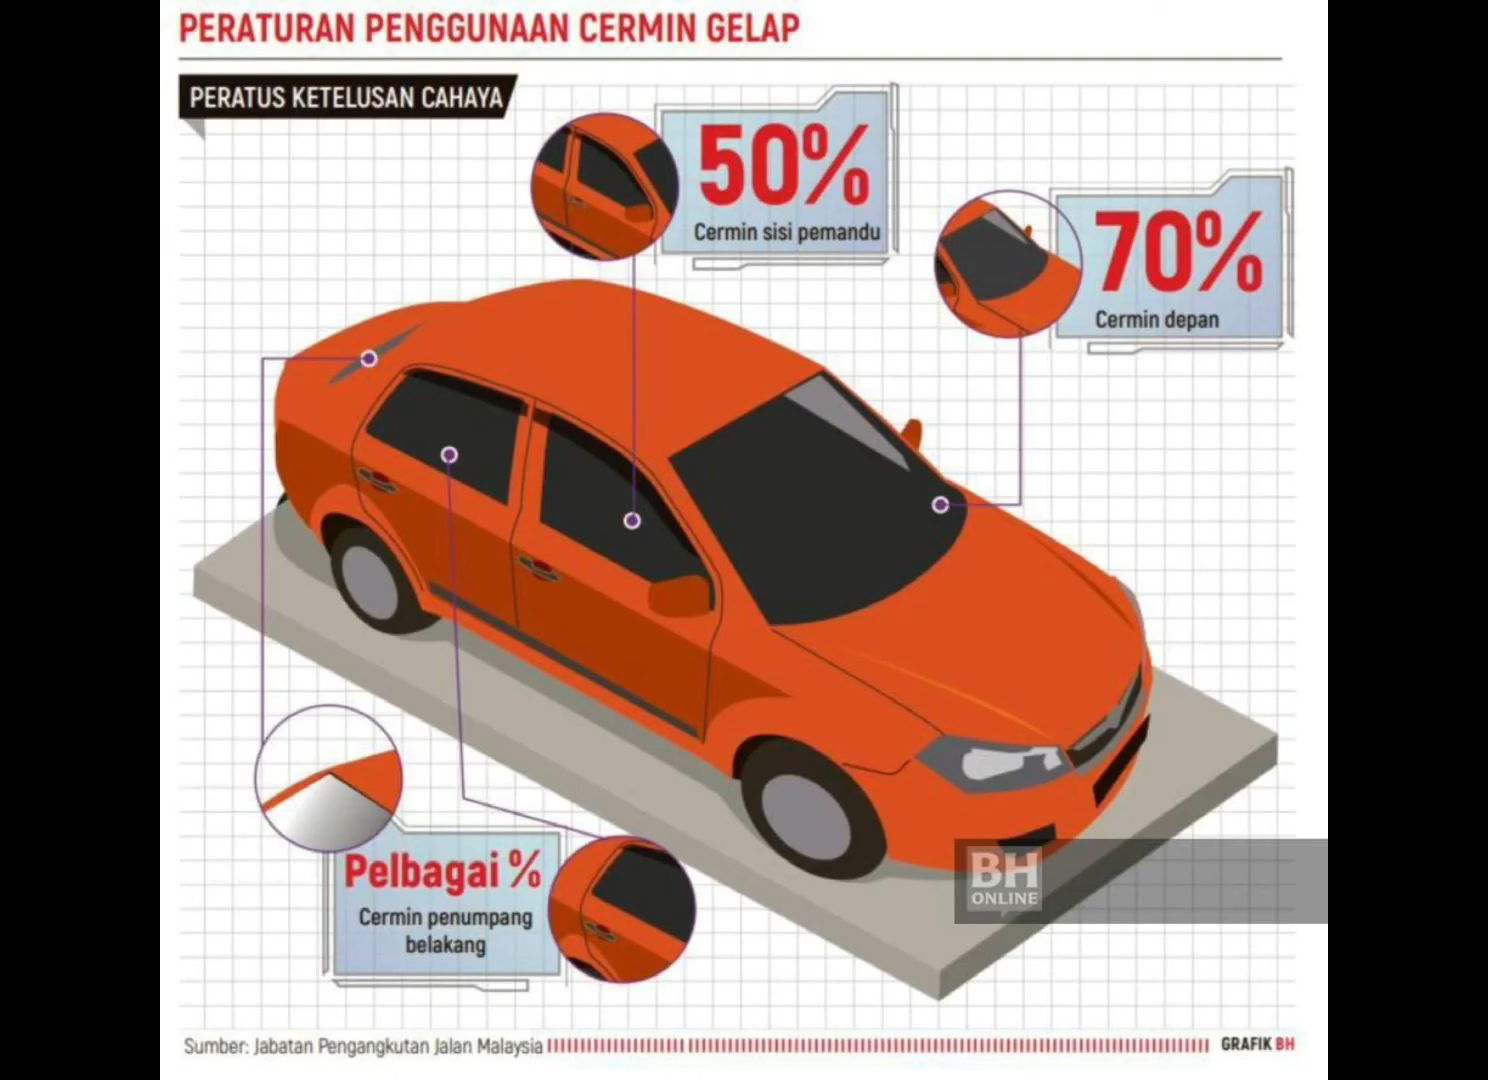 PERATURAN PENGGUNAAN CERMIN GELAP
PERATUS KETELUSAN CAHAYA
50%
Cermin sisi pemandu
70%
Cermin depan
Pelbagai %
Cermin penumpang
belakang
BH
ONLINE
Sumber: Jabatan Pengangkutan Jalan Malaysia
GRAFIK BH